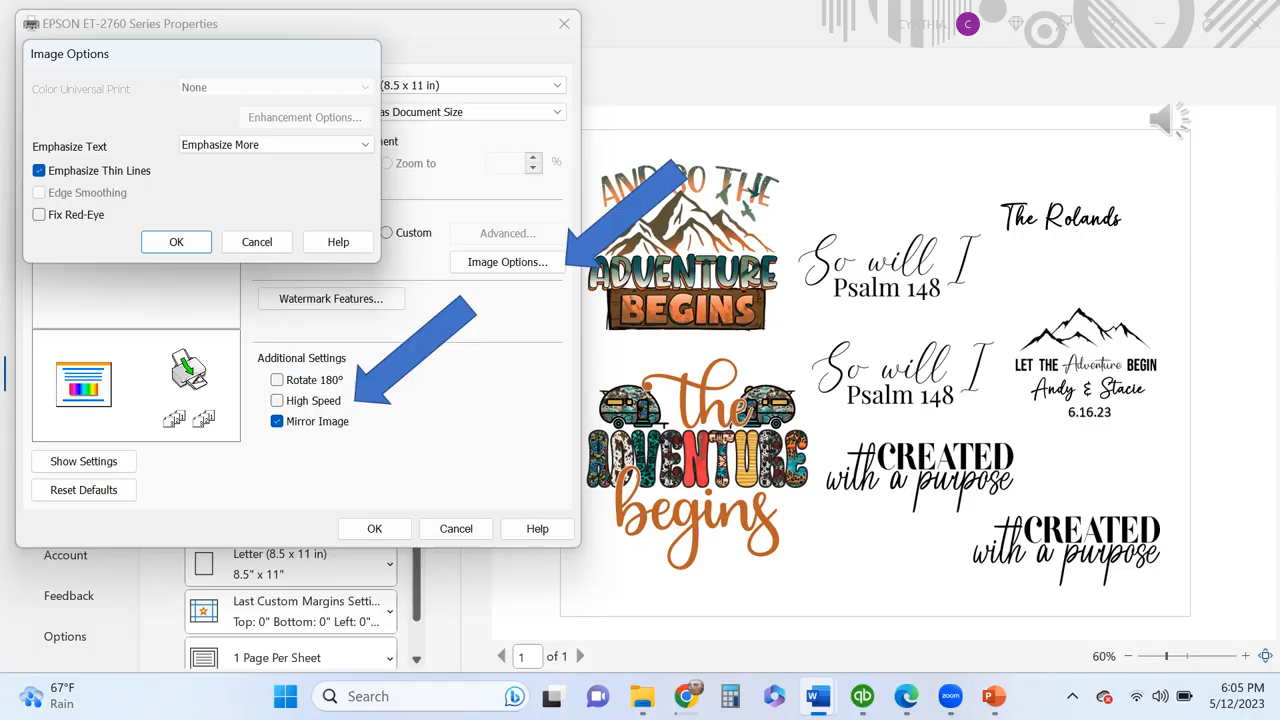 EPSON ET-2760 Series Properties
CYNTHIA
C
?
Image Options
Color Universal Print
None
(8.5 x 11 in)
Enhancement Options...
as Document Size
Emphasize Text
Emphasize More
Emphasize Thin Lines
Zoom to
%
Edge Smoothing
Fix Red-Eye
Custom
Advanced...
OK
Cancel
Help
Image Options...
Watermark Features...
Additional Settings
Rotate 180°
High Speed
Mirror Image
Show Settings
Reset Defaults
OK
Cancel
Help
Account
Feedback
Options
Letter (8.5 x 11 in)
8.5" x 11"
Last Custom Margins Setti...
Top: 0" Bottom: 0" Left: 0"...
1 Page Per Sheet
AND SO THE
ADVENTURE
BEGINS
the
ADVENTURE
begins
The Rolands
So will I
Psalm 148
So will I
Psalm 148
LET THE Adventure BEGIN
Andy & Stacie
6.16.23
CREATED
with a purpose
CREATED
with a purpose
1
of 1
60%
67°F
Rain
Search
W
qb
zoom
P
6:05 PM
5/12/2023